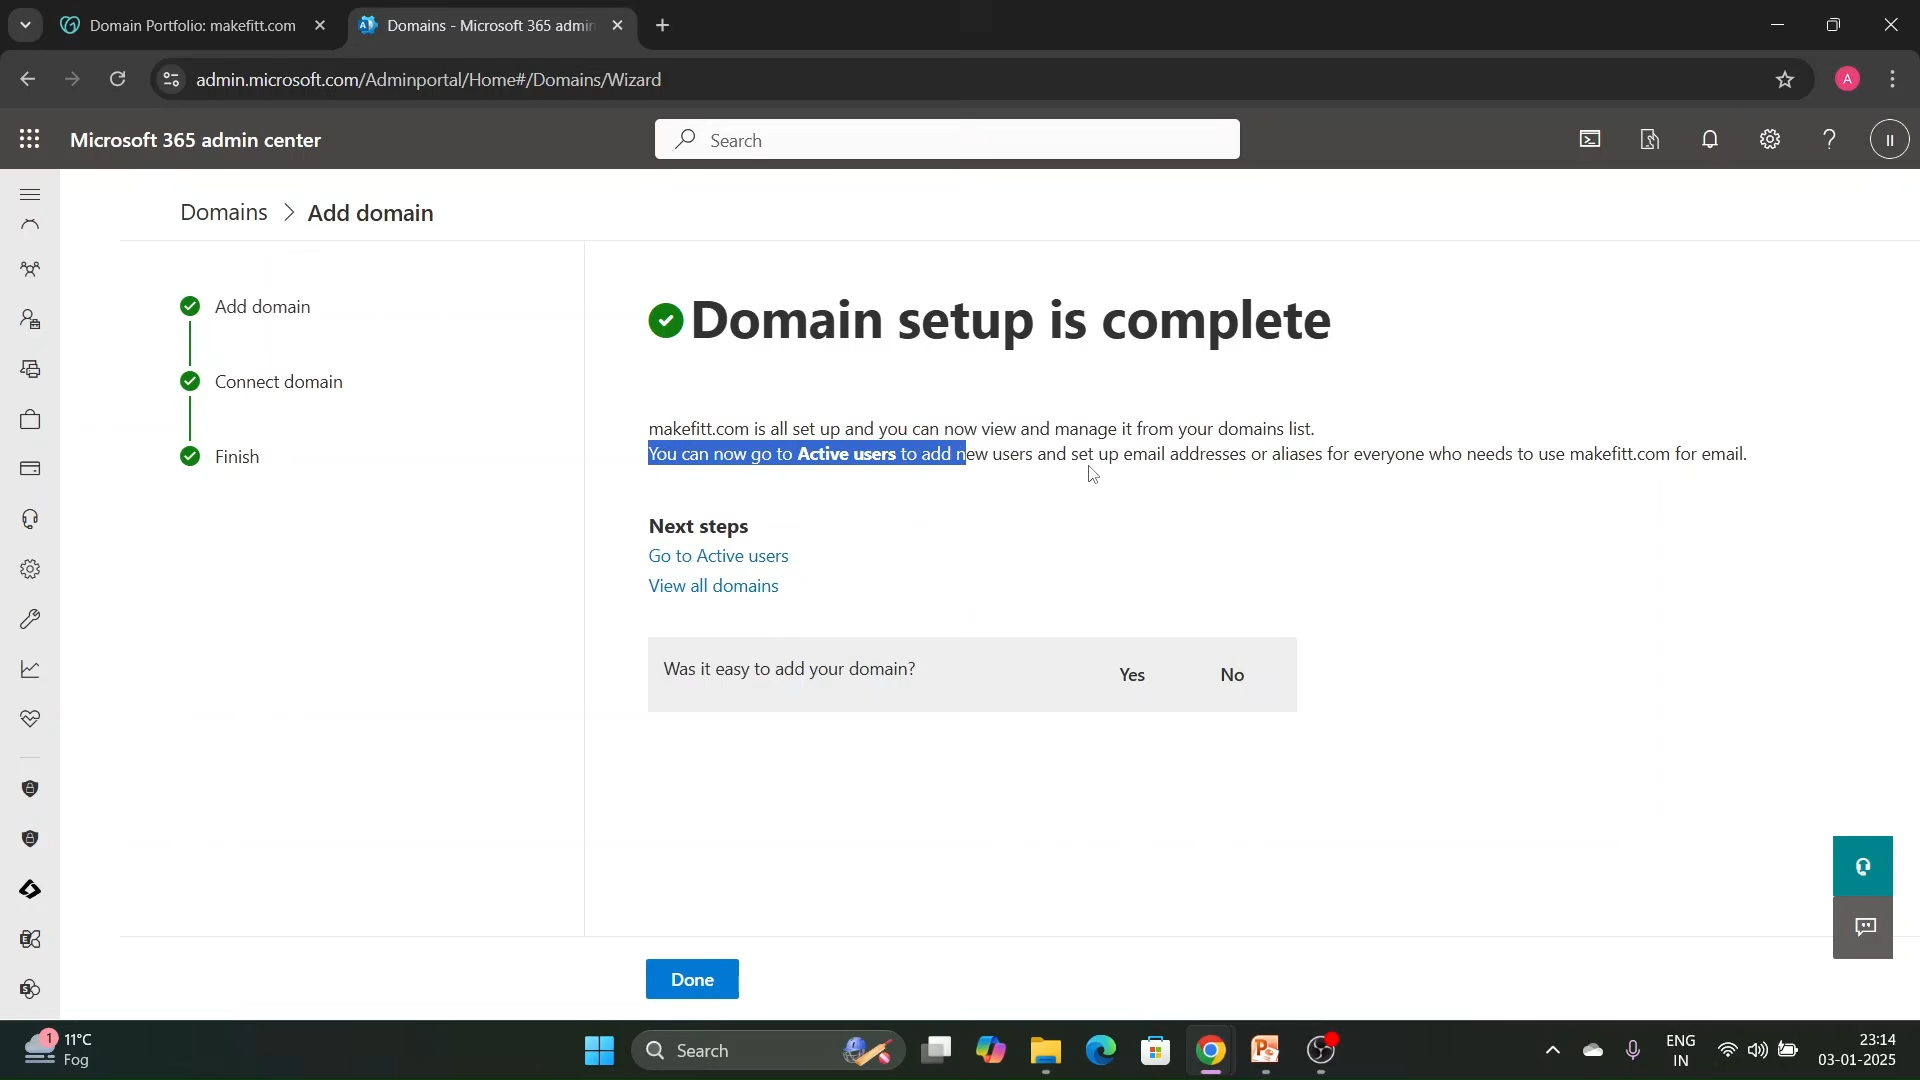 Domain Portfolio: makefitt.com
Domains - Microsoft 365 admin
admin.microsoft.com/Adminportal/Home#/Domains/Wizard
A
Microsoft 365 admin center
Search
II
Domains > Add domain
Add domain
Connect domain
Finish
Domain setup is complete
makefitt.com is all set up and you can now view and manage it from your domains list.
You can now go to Active users to add new users and set up email addresses or aliases for everyone who needs to use makefitt.com for email.
Next steps
Go to Active users
View all domains
Was it easy to add your domain?
Yes
No
Done
1
11°C
Fog
Search
ENG
IN
23:14
03-01-2025